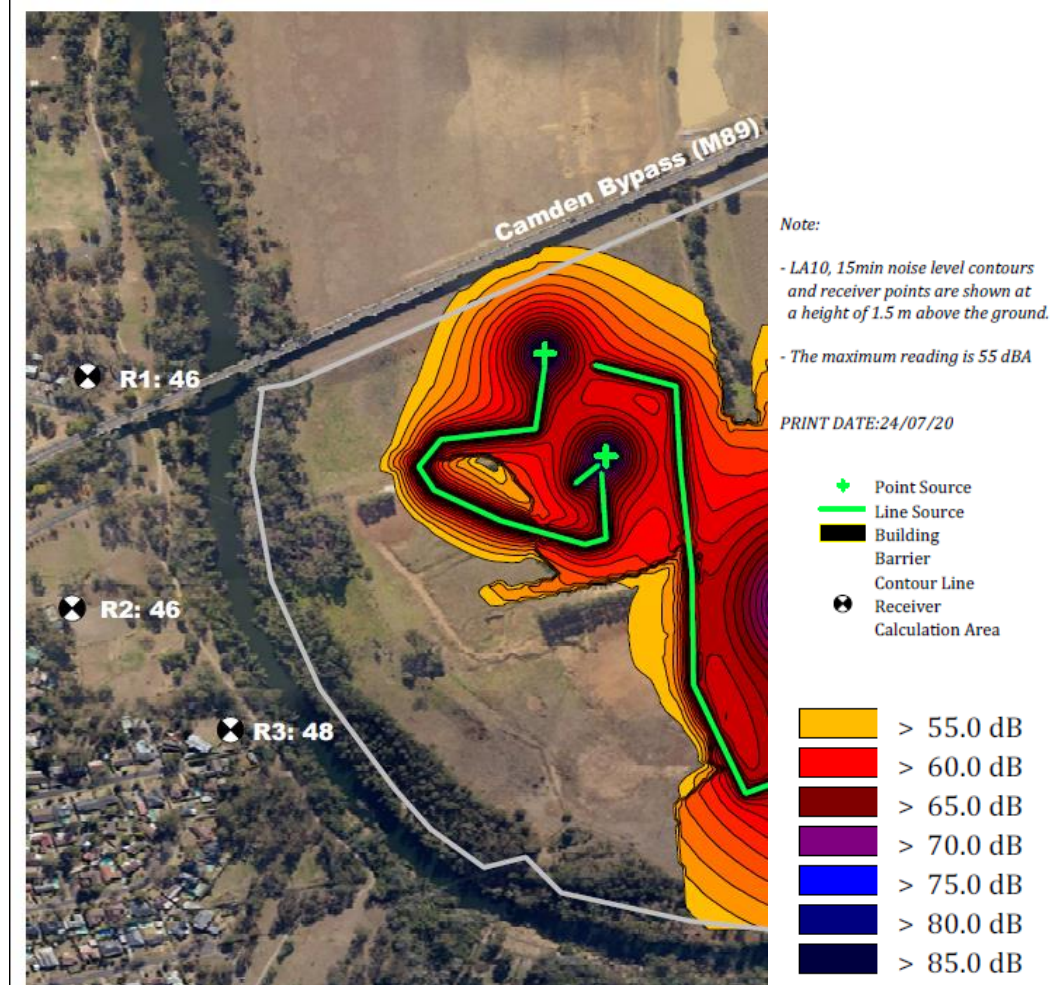 Camden Bypass (M89)
R1: 46
R2: 46
R3: 48
Note:
- LA10, 15min noise level contours
and receiver points are shown at
a height of 1.5 m above the ground.
- The maximum reading is 55 dBA
PRINT DATE:24/07/20
Point Source
Line Source
Building
Barrier
Contour Line
Receiver
Calculation Area
> 55.0 dB
> 60.0 dB
> 65.0 dB
> 70.0 dB
> 75.0 dB
> 80.0 dB
> 85.0 dB